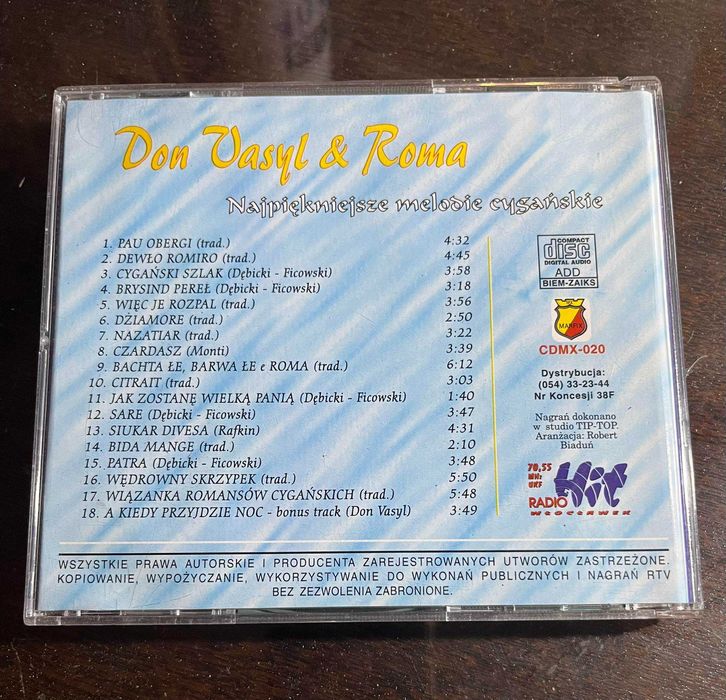 Don Vasyl & Roma
Najpiękniejsze melodie cygańskie
1. PAU OBERGI (trad.) 4:32
2. DEWŁO ROMIRO (trad.) 4:45
3. CYGAŃSKI SZLAK (Dębicki - Ficowski) 3:58
4. BRYSIND PEREŁ (Dębicki - Ficowski) 3:18
5. WIĘC JE ROZPAL (trad.) 3:56
6. DŹIAMORE (trad.) 2:50
7. NAZATIAR (trad.) 3:22
8. CZARDASZ (Monti) 3:39
9. BACHTA ŁE, BARWA ŁE e ROMA (trad.) 6:12
10. CITRAIT (trad.) 3:03
11. JAK ZOSTANĘ WIELKĄ PANIĄ (Dębicki - Ficowski) 1:40
12. SARE (Dębicki - Ficowski) 3:47
13. SIUKAR DIVESA (Rafkin) 4:31
14. BIDA MANGE (trad.) 2:10
15. PATRA (Dębicki - Ficowski) 3:48
16. WĘDROWNY SKRZYPEK (trad.) 5:50
17. WIĄZANKA ROMANSÓW CYGAŃSKICH (trad.) 5:48
18. A KIEDY PRZYJDZIE NOC - bonus track (Don Vasyl) 3:49
COMPACT
disc
DIGITAL AUDIO
ADD
BIEM-ZAIKS
MARFIX
CDMX-020
Dystrybucja:
(054) 33-23-44
Nr Koncesji 38F
Nagrań dokonano
w studio TIP-TOP.
Aranżacja: Robert
Biaduń
70,55
MHz
UKF
RADIO Hit
WŁOCŁAWEK
WSZYSTKIE PRAWA AUTORSKIE I PRODUCENTA ZAREJESTROWANYCH UTWORÓW ZASTRZEŻONE.
KOPIOWANIE, WYPOŻYCZANIE, WYKORZYSTYWANIE DO WYKONAŃ PUBLICZNYCH I NAGRAŃ RTV
BEZ ZEZWOLENIA ZABRONIONE.